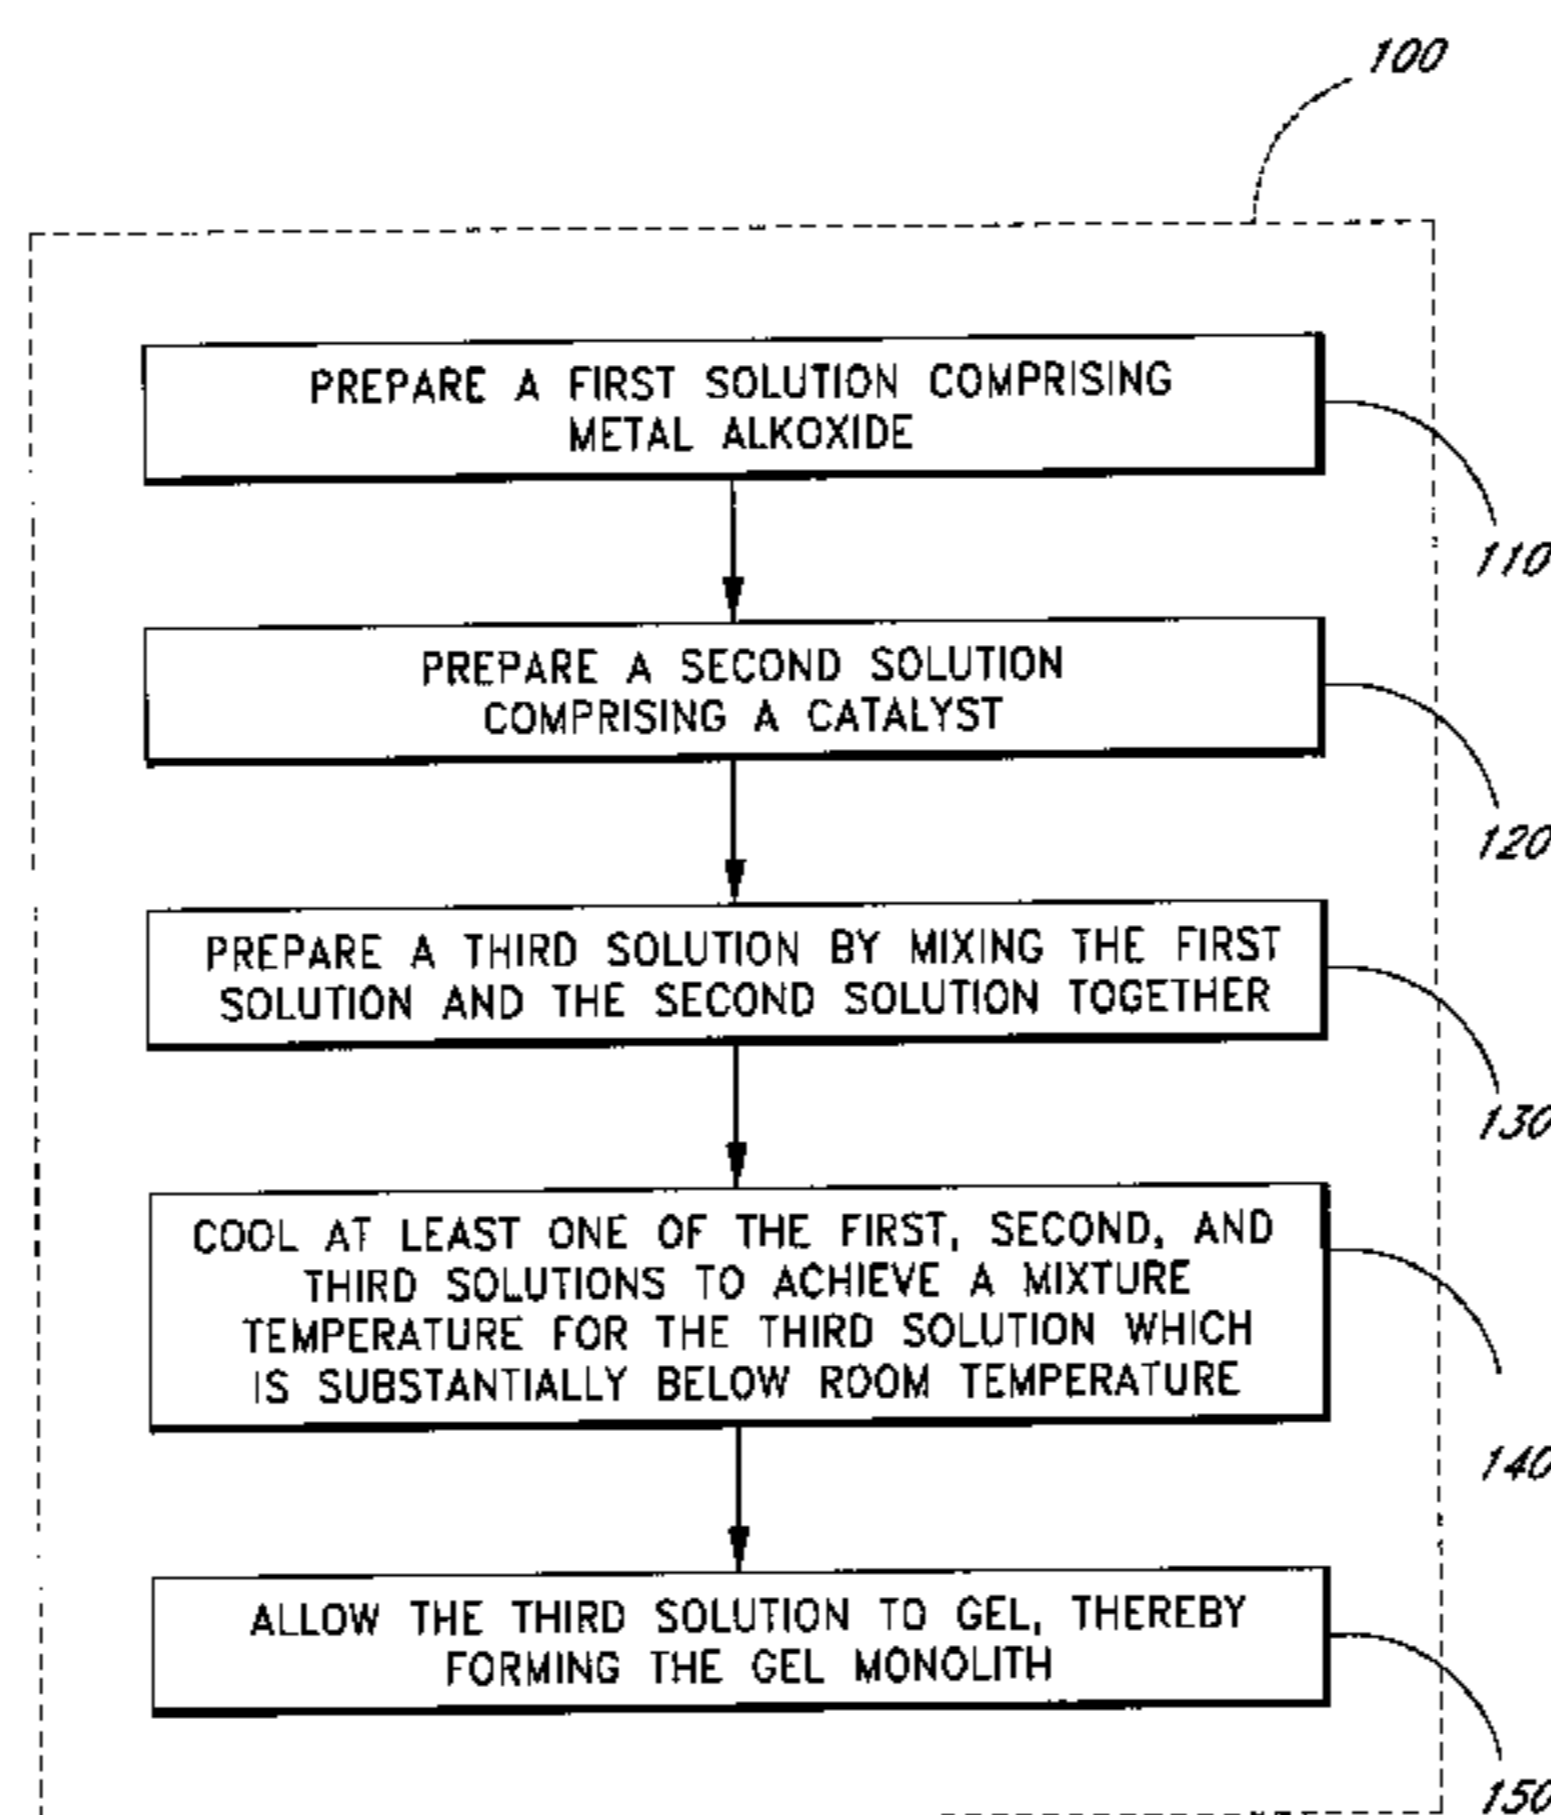 100
PREPARE A FIRST SOLUTION COMPRISING
METAL ALKOXIDE
110
PREPARE A SECOND SOLUTION
COMPRISING A CATALYST
120
PREPARE A THIRD SOLUTION BY MIXING THE FIRST
SOLUTION AND THE SECOND SOLUTION TOGETHER
130
COOL AT LEAST ONE OF THE FIRST, SECOND, AND
THIRD SOLUTIONS TO ACHIEVE A MIXTURE
TEMPERATURE FOR THE THIRD SOLUTION WHICH
IS SUBSTANTIALLY BELOW ROOM TEMPERATURE
140
ALLOW THE THIRD SOLUTION TO GEL, THEREBY
FORMING THE GEL MONOLITH
150